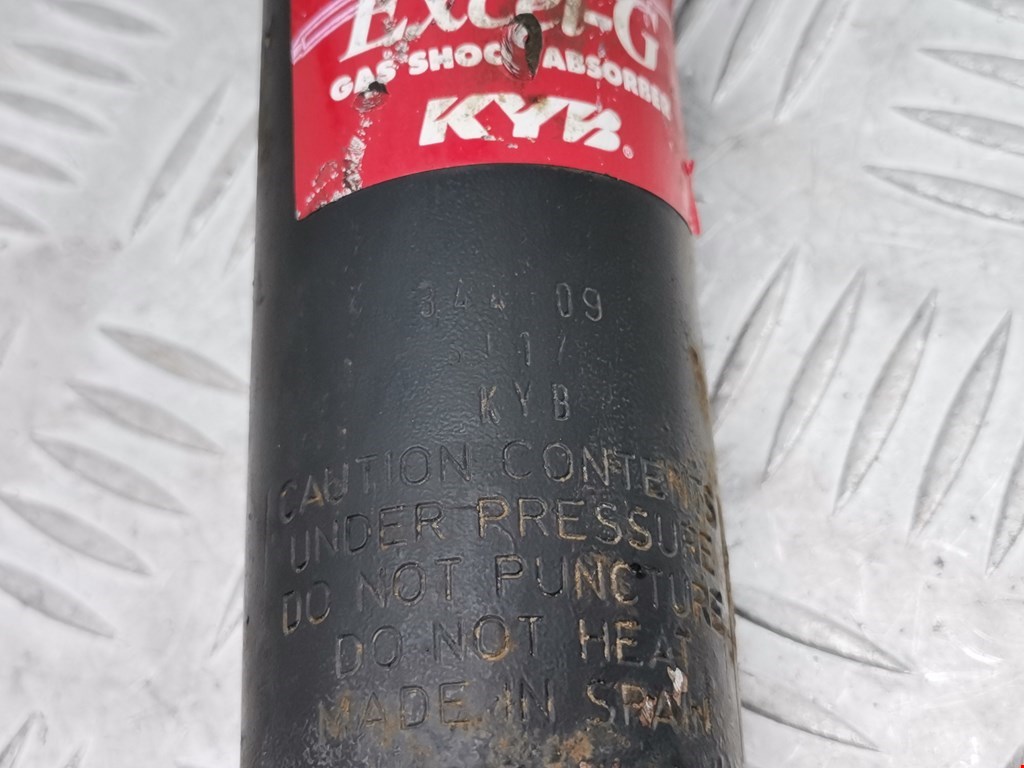 Excel-G
GAS SHOCK ABSORBER
KYB®
09
KYB
CAUTION CONTENTS
UNDER PRESSURE
DO NOT PUNCTURE
DO NOT HEAT
MADE IN SPAIN